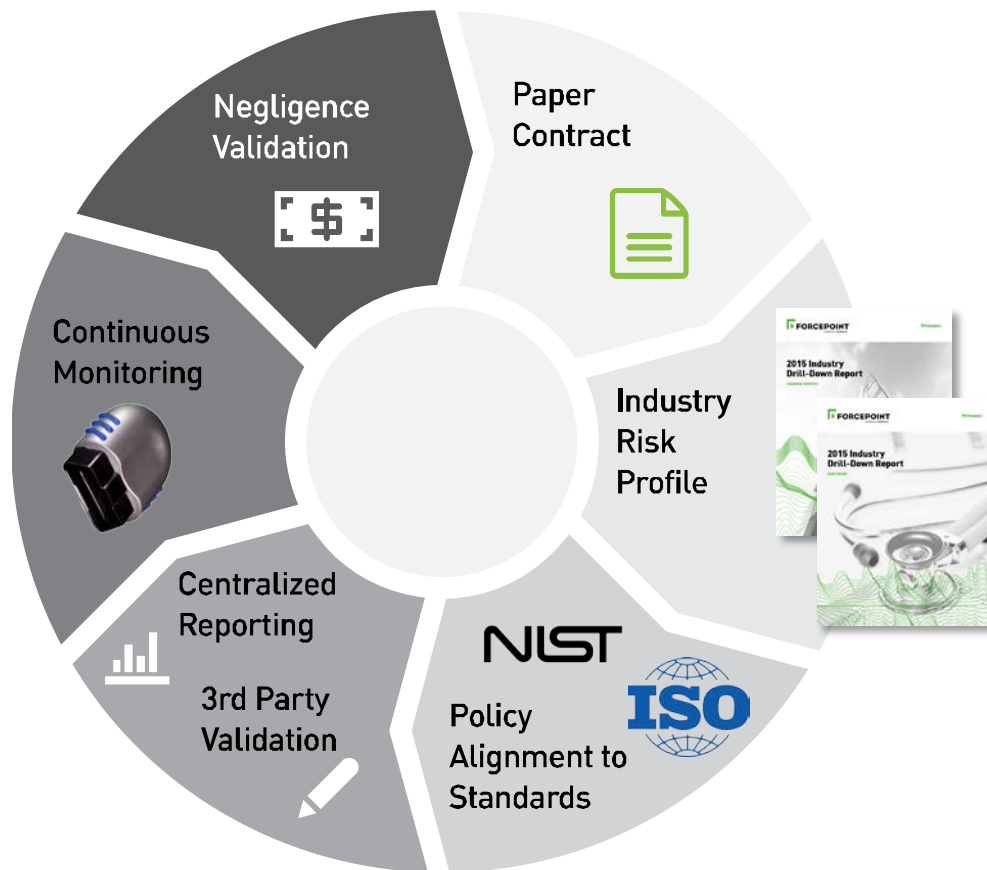 Negligence
Validation
$
Paper
Contract
Continuous
Monitoring
Industry
Risk
Profile
FORCEPOINT
2015 Industry
Drill-Down Report
FORCEPOINT
2015 Industry
Drill-Down Report
Centralized
Reporting
3rd Party
Validation
NIST
ISO
Policy
Alignment to
Standards